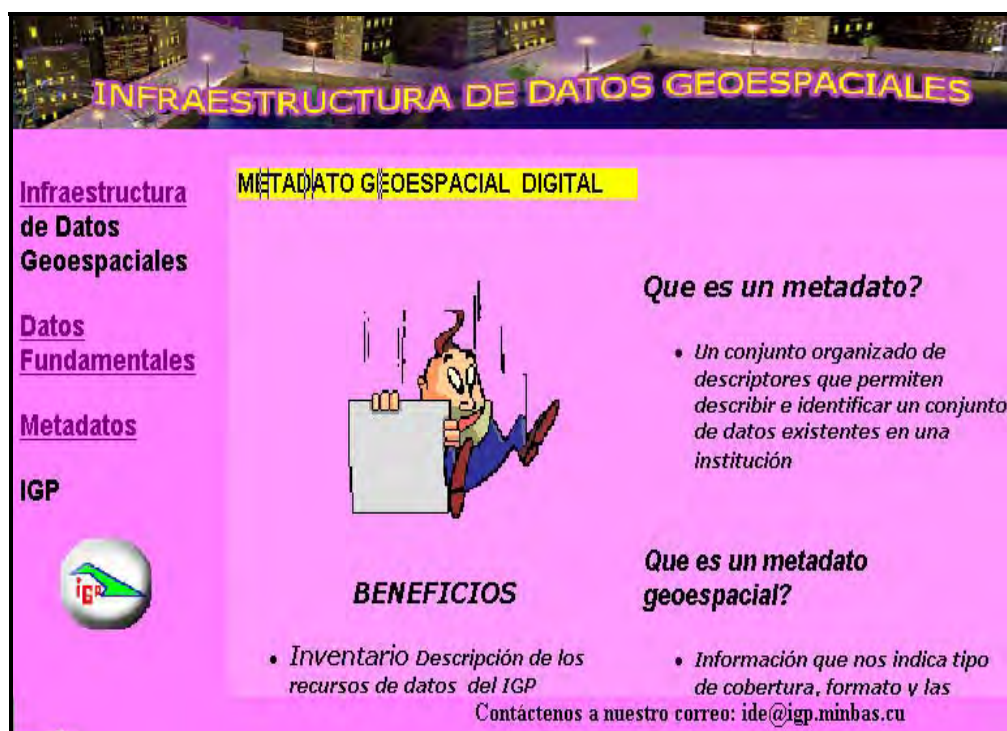 INFRAESTRUCTURA DE DATOS GEOESPACIALES
Infraestructura
de Datos
Geoespaciales
Datos
Fundamentales
Metadatos
IGP
iGP
METADATO GEOESPACIAL DIGITAL
BENEFICIOS
• Inventario Descripción de los
recursos de datos del IGP
Que es un metadato?
• Un conjunto organizado de
descriptores que permiten
describir e identificar un conjunto
de datos existentes en una
institución
Que es un metadato
geoespacial?
• Información que nos indica tipo
de cobertura, formato y las
Contáctenos a nuestro correo: ide@igp.minbas.cu